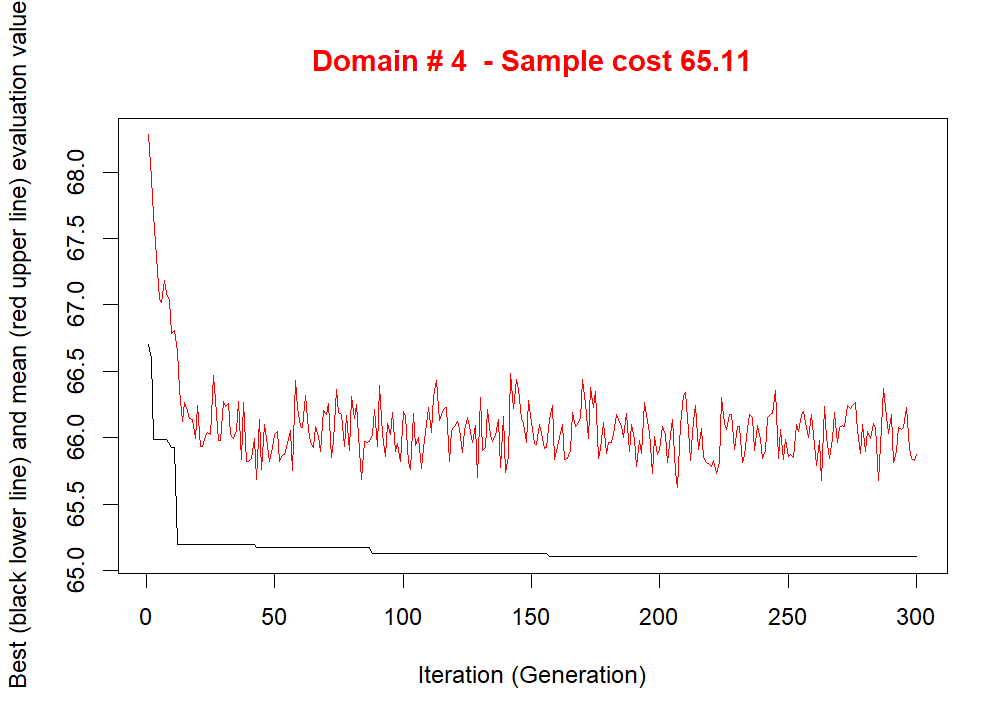 Domain # 4  - Sample cost 65.11
Best (black lower line) and mean (red upper line) evaluation value
68.0
67.5
67.0
66.5
66.0
65.5
65.0
0 50 100 150 200 250 300
Iteration (Generation)